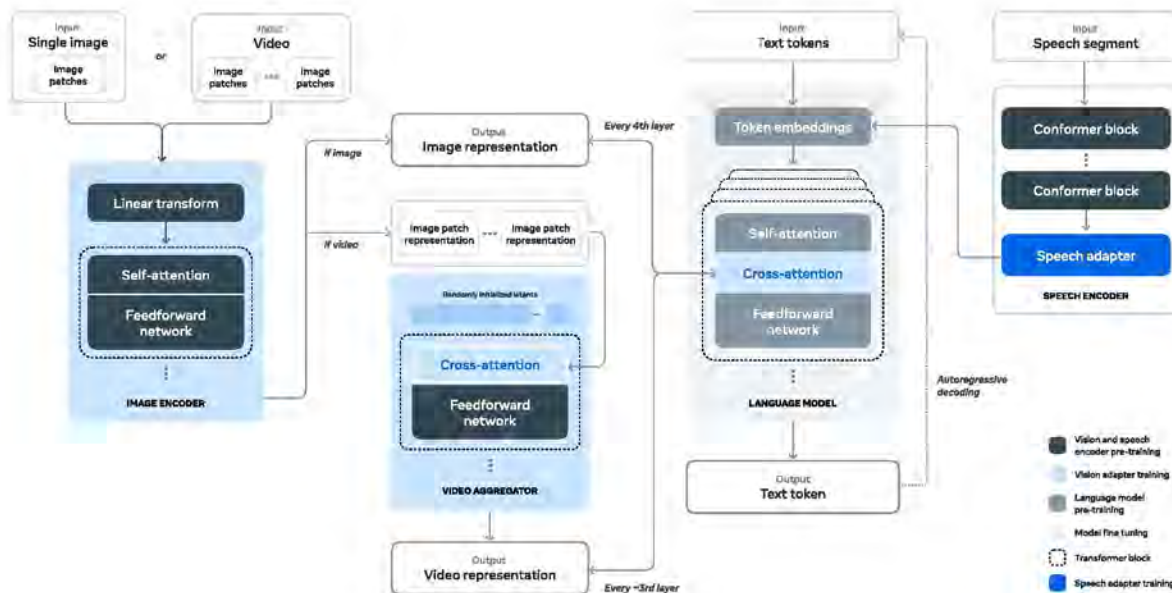 Input
Single image
Image
patches
or
Input
Video
Image
patches
Image
patches
Input
Text tokens
Input
Speech segment
Output
Image representation
Every 4th layer
If image
Token embeddings
Conformer block
Conformer block
Speech adapter
SPEECH ENCODER
Linear transform
Self-attention
Feedforward
network
IMAGE ENCODER
If video
Image patch
representation
Image patch
representation
Randomly initialized latents
Cross-attention
Feedforward
network
VIDEO AGGREGATOR
Self-attention
Cross-attention
Feedforward
network
LANGUAGE MODEL
Autoregressive
decoding
Output
Text token
Output
Video representation
Every ~3rd layer
Vision and speech
encoder pre-training
Vision adapter training
Language model
pre-training
Model fine tuning
Transformer block
Speech adapter training